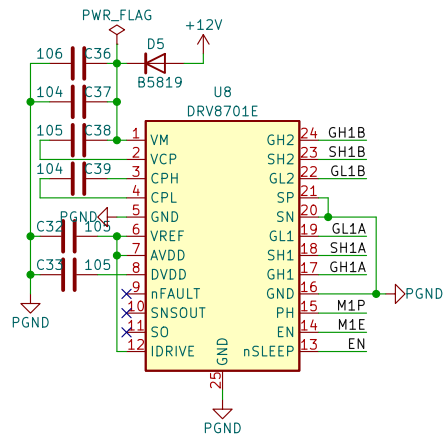 PWR_FLAG
+12V
D5
B5819
106 C36
104 C37
105 C38
104 C39
U8
DRV8701E
1 VM
2 VCP
3 CPH
4 CPL
5 GND
6 VREF
7 AVDD
8 DVDD
9 nFAULT
10 SNSOUT
11 SO
12 IDRIVE
GH2 24 GH1B
SH2 23 SH1B
GL2 22 GL1B
SP 21
SN 20
GL1 19 GL1A
SH1 18 SH1A
GH1 17 GH1A
GND 16
PH 15 M1P
EN 14 M1E
nSLEEP 13 EN
GND
25
PGND
C32 105
C33 105
PGND
PGND
PGND